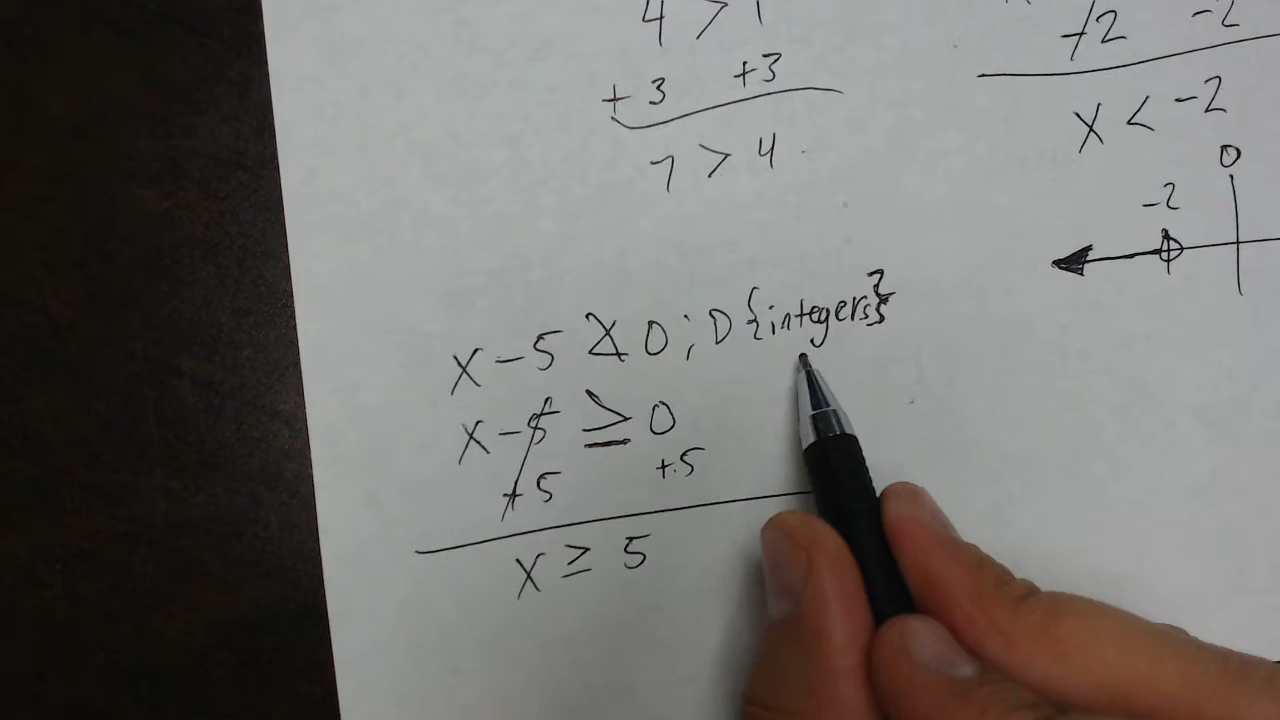 4 > 1
+ 3 +3
7 > 4
+2 -2
x < -2
0
-2
x - 5 ≮ 0 ; D {integers}
x - 5 ≥ 0
+5 +5
x ≥ 5